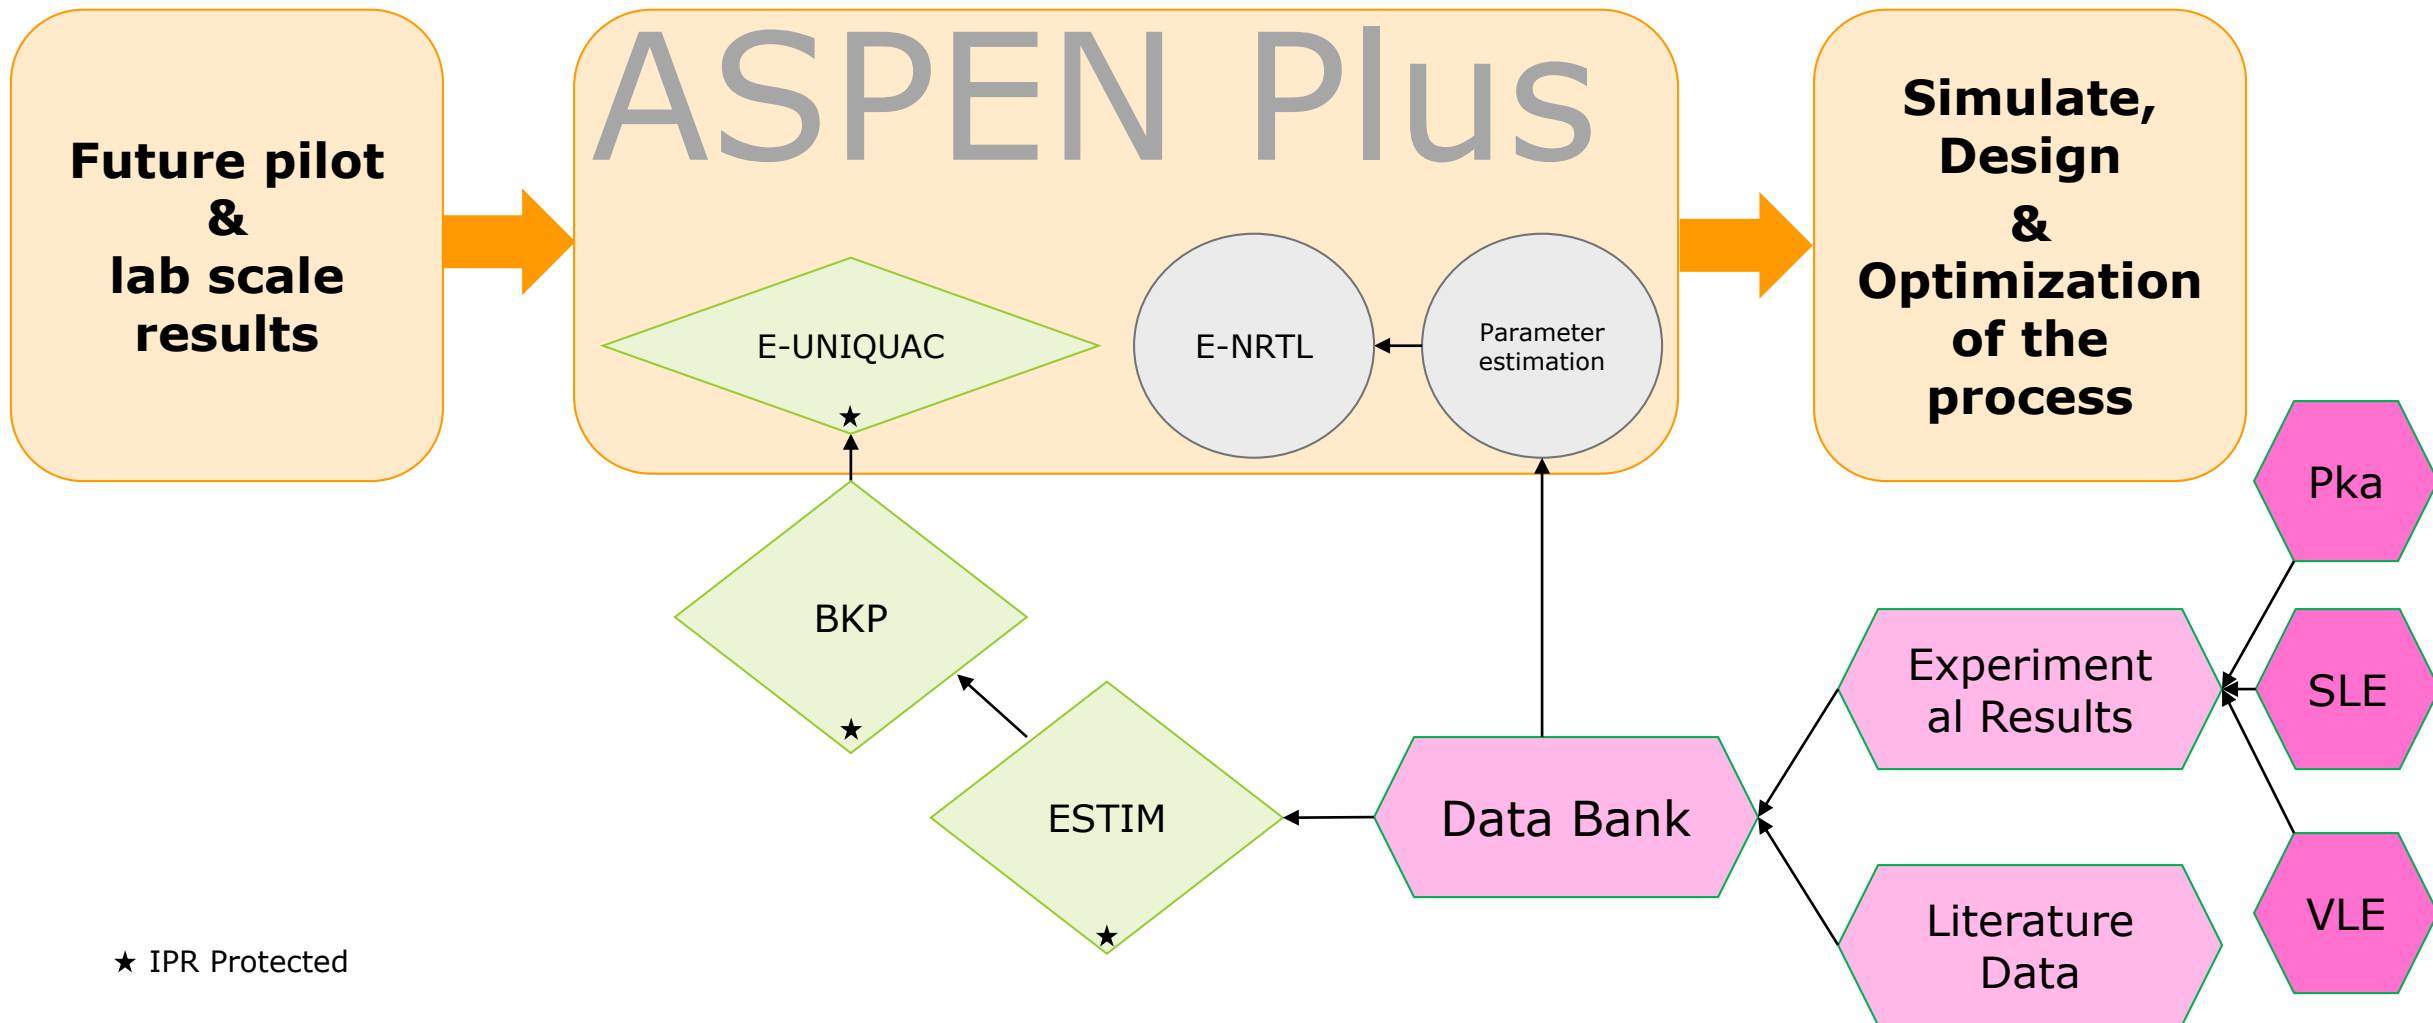 ASPEN Plus
Future pilot
&
lab scale
results
Simulate,
Design
&
Optimization
of the
process
E-UNIQUAC
★
E-NRTL
Parameter
estimation
Pka
BKP
★
Experiment
al Results
SLE
ESTIM
★
Data Bank
Literature
Data
VLE
★ IPR Protected